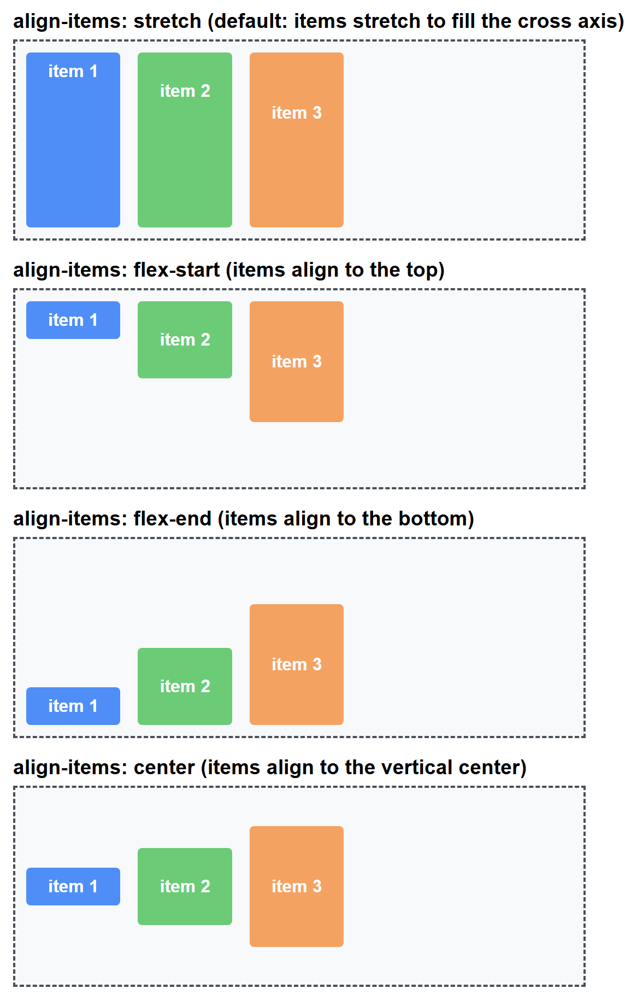 align-items: stretch (default: items stretch to fill the cross axis)
item 1
item 2
item 3
align-items: flex-start (items align to the top)
item 1
item 2
item 3
align-items: flex-end (items align to the bottom)
item 1
item 2
item 3
align-items: center (items align to the vertical center)
item 1
item 2
item 3